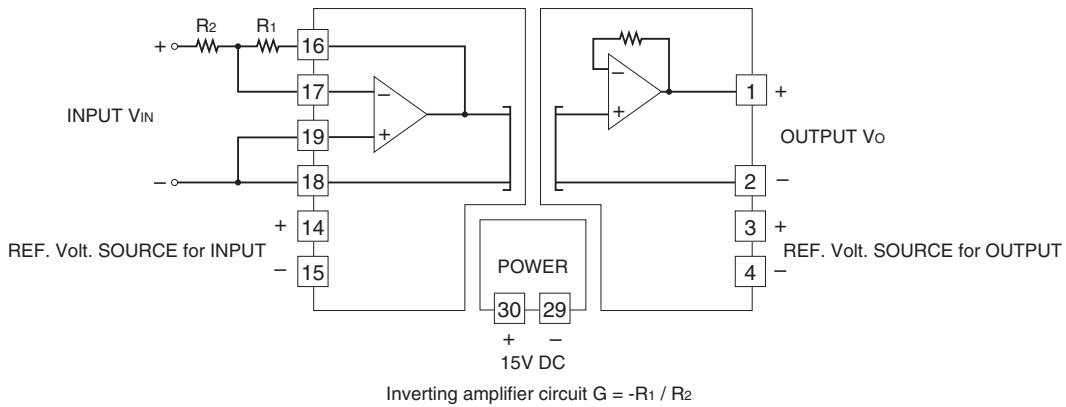 R2 R1
+ 16
17 −
INPUT VIN
19 +
− 18
+ 14
REF. Volt. SOURCE for INPUT
− 15
−
+
1 +
OUTPUT VO
2 −
3 +
REF. Volt. SOURCE for OUTPUT
4 −
POWER
30 29
+ −
15V DC
Inverting amplifier circuit G = -R1 / R2